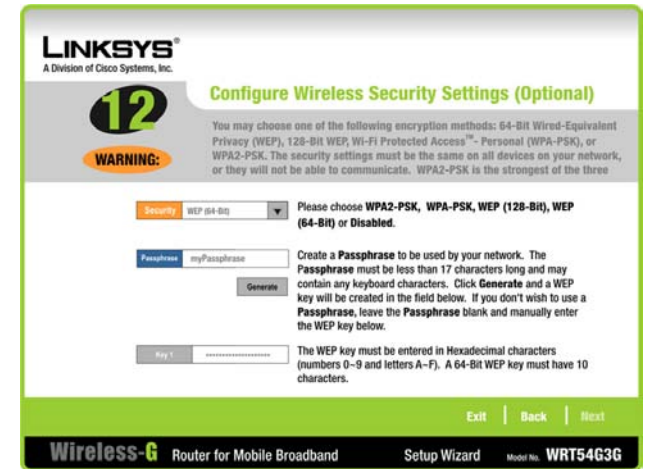 LINKSYS®
A Division of Cisco Systems, Inc.
12
WARNING:
Configure Wireless Security Settings (Optional)
You may choose one of the following encryption methods: 64-Bit Wired-Equivalent
Privacy (WEP), 128-Bit WEP, Wi-Fi Protected Access™- Personal (WPA-PSK), or
WPA2-PSK. The security settings must be the same on all devices on your network,
or they will not be able to communicate. WPA2-PSK is the strongest of the three
Security WEP (64-Bit)
Please choose WPA2-PSK, WPA-PSK, WEP (128-Bit), WEP
(64-Bit) or Disabled.
Passphrase myPassphrase
Generate
Create a Passphrase to be used by your network. The
Passphrase must be less than 17 characters long and may
contain any keyboard characters. Click Generate and a WEP
key will be created in the field below. If you don't wish to use a
Passphrase, leave the Passphrase blank and manually enter
the WEP key below.
Key 1 ********************
The WEP key must be entered in Hexadecimal characters
(numbers 0~9 and letters A~F). A 64-Bit WEP key must have 10
characters.
Exit | Back | Next
Wireless-G Router for Mobile Broadband Setup Wizard Model No. WRT54G3G